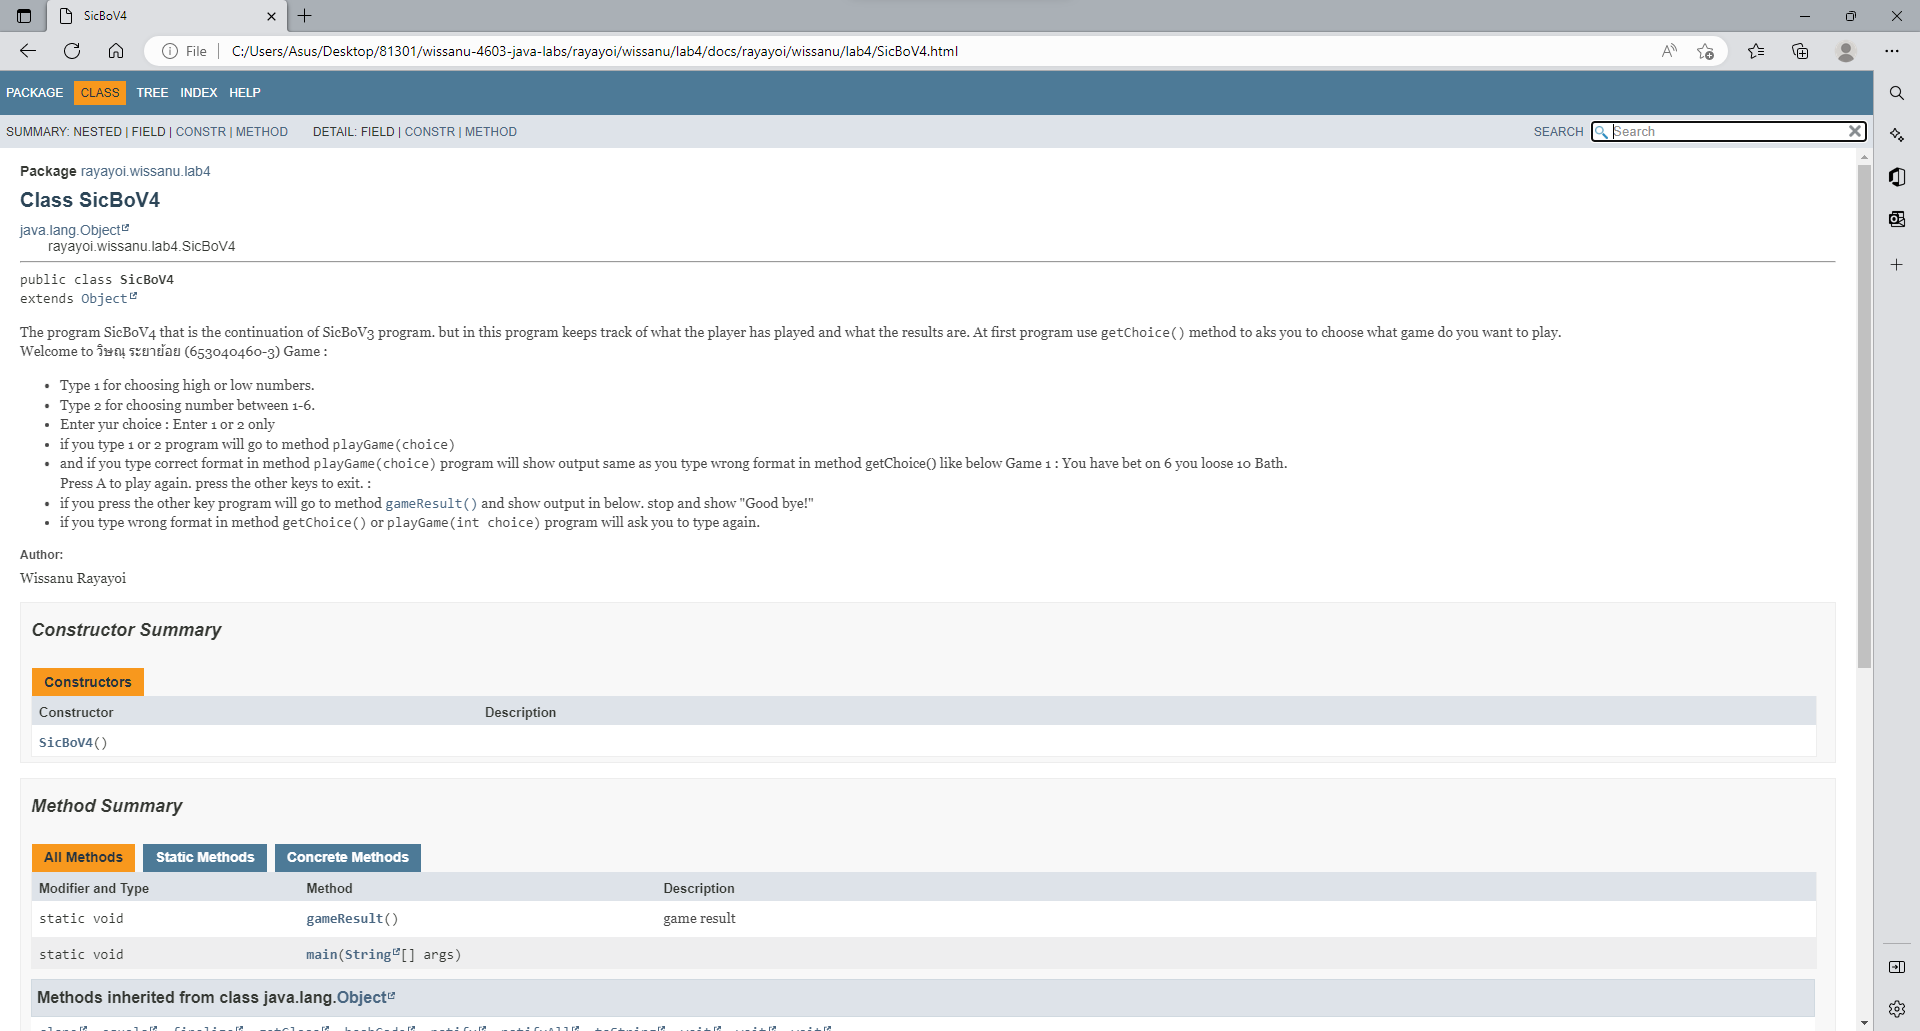 SicBoV4
File
C:/Users/Asus/Desktop/81301/wissanu-4603-java-labs/rayayoi/wissanu/lab4/docs/rayayoi/wissanu/lab4/SicBoV4.html
PACKAGE CLASS TREE INDEX HELP
SUMMARY: NESTED | FIELD | CONSTR | METHOD DETAIL: FIELD | CONSTR | METHOD
SEARCH Search
Package rayayoi.wissanu.lab4
Class SicBoV4
java.lang.Object
rayayoi.wissanu.lab4.SicBoV4
public class SicBoV4
extends Object
The program SicBoV4 that is the continuation of SicBoV3 program. but in this program keeps track of what the player has played and what the results are. At first program use getChoice() method to aks you to choose what game do you want to play.
Welcome to วิษณุ ระยาย้อย (653040460-3) Game :
• Type 1 for choosing high or low numbers.
• Type 2 for choosing number between 1-6.
• Enter yur choice : Enter 1 or 2 only
• if you type 1 or 2 program will go to method playGame(choice)
• and if you type correct format in method playGame(choice) program will show output same as you type wrong format in method getChoice() like below Game 1 : You have bet on 6 you loose 10 Bath.
Press A to play again. press the other keys to exit. :
• if you press the other key program will go to method gameResult() and show output in below. stop and show "Good bye!"
• if you type wrong format in method getChoice() or playGame(int choice) program will ask you to type again.
Author:
Wissanu Rayayoi
Constructor Summary
Constructors
Constructor Description
SicBoV4()
Method Summary
All Methods Static Methods Concrete Methods
Modifier and Type Method Description
static void gameResult() game result
static void main(String[] args)
Methods inherited from class java.lang.Object
clone, equals, finalize, getClass, hashCode, notify, notifyAll, toString, wait, wait, wait